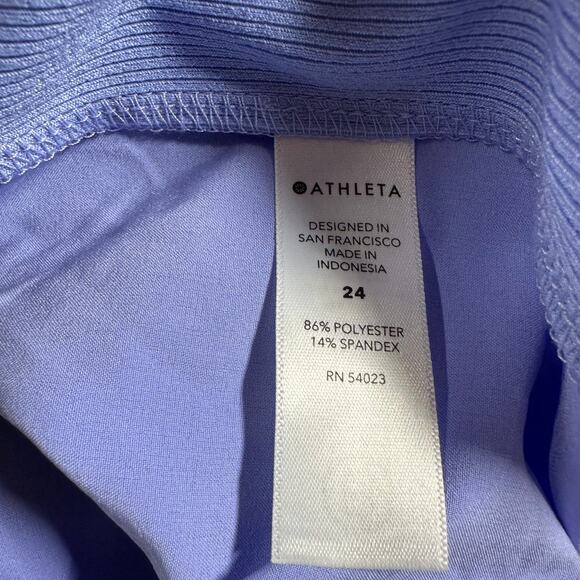 ATHLETA
DESIGNED IN
SAN FRANCISCO
MADE IN
INDONESIA
24
86% POLYESTER
14% SPANDEX
RN 54023